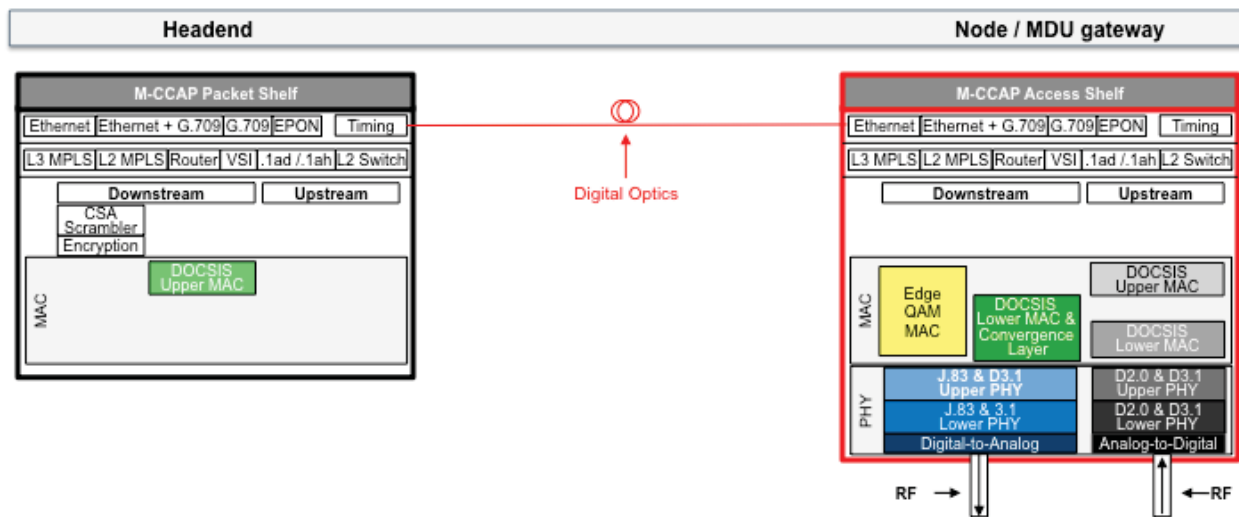 Headend
Node / MDU gateway
M-CCAP Packet Shelf
Ethernet Ethernet + G.709 G.709 EPON Timing
L3 MPLS L2 MPLS Router VSI .1ad /.1ah L2 Switch
Downstream Upstream
CSA
Scrambler
Encryption
MAC
DOCSIS
Upper MAC
Digital Optics
M-CCAP Access Shelf
Ethernet Ethernet + G.709 G.709 EPON Timing
L3 MPLS L2 MPLS Router VSI .1ad /.1ah L2 Switch
Downstream Upstream
MAC
Edge
QAM
MAC
DOCSIS
Lower MAC &
Convergence
Layer
DOCSIS
Upper MAC
DOCSIS
Lower MAC
PHY
J.83 & D3.1
Upper PHY
J.83 & 3.1
Lower PHY
Digital-to-Analog
D2.0 & D3.1
Upper PHY
D2.0 & D3.1
Lower PHY
Analog-to-Digital
RF
RF